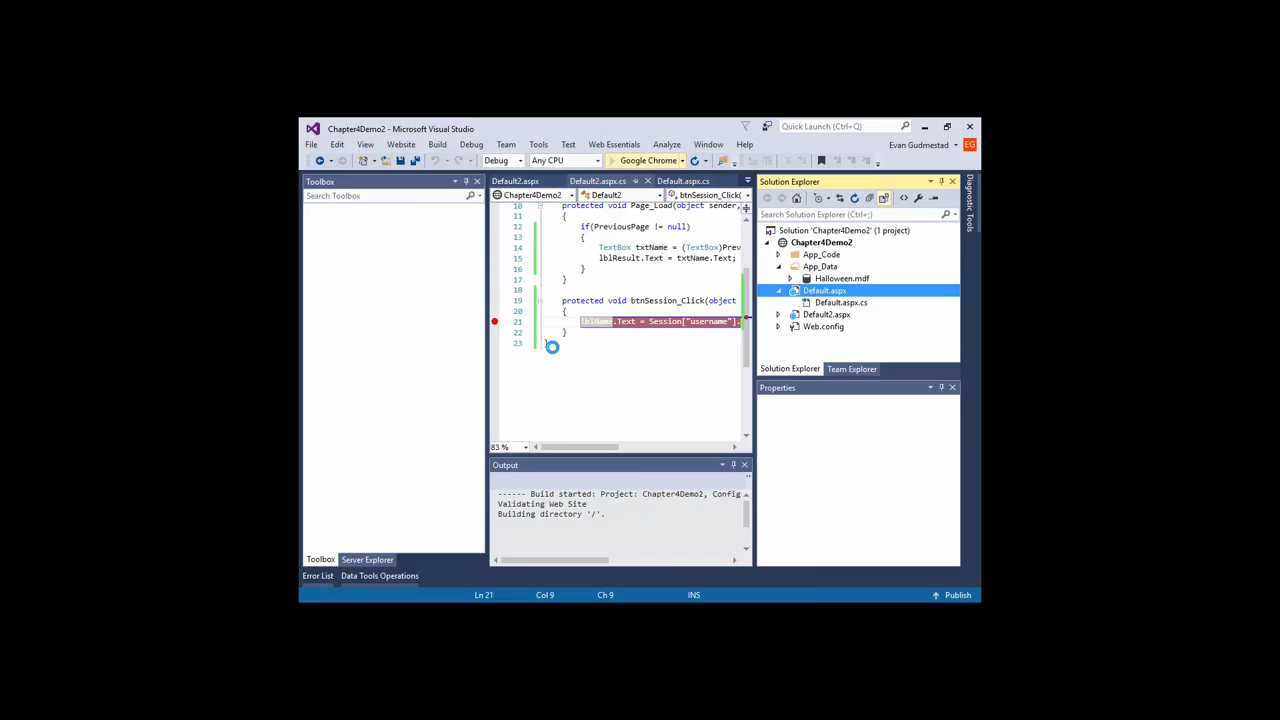 Chapter4Demo2 - Microsoft Visual Studio
Quick Launch (Ctrl+Q)
File Edit View Website Build Debug Team Tools Test Web Essentials Analyze Window Help
Evan Gudmestad EG
Debug Any CPU Google Chrome
Toolbox
Search Toolbox
Default2.aspx Default2.aspx.cs Default.aspx.cs
Chapter4Demo2 Default2 btnSession_Click(
10 protected void Page_Load(object sender,
11 {
12 if(PreviousPage != null)
13 {
14 TextBox txtName = (TextBox)Prev
15 lblResult.Text = txtName.Text;
16 }
17 }
18
19 protected void btnSession_Click(object
20 {
21 lblName.Text = Session["username"].
22 }
23 }
83 %
Output
------ Build started: Project: Chapter4Demo2, Config
Validating Web Site
Building directory '/'.
Solution Explorer
Search Solution Explorer (Ctrl+;)
Solution 'Chapter4Demo2' (1 project)
Chapter4Demo2
App_Code
App_Data
Halloween.mdf
Default.aspx
Default.aspx.cs
Default2.aspx
Web.config
Solution Explorer Team Explorer
Properties
Diagnostic Tools
Toolbox Server Explorer
Error List Data Tools Operations
Ln 21 Col 9 Ch 9 INS Publish